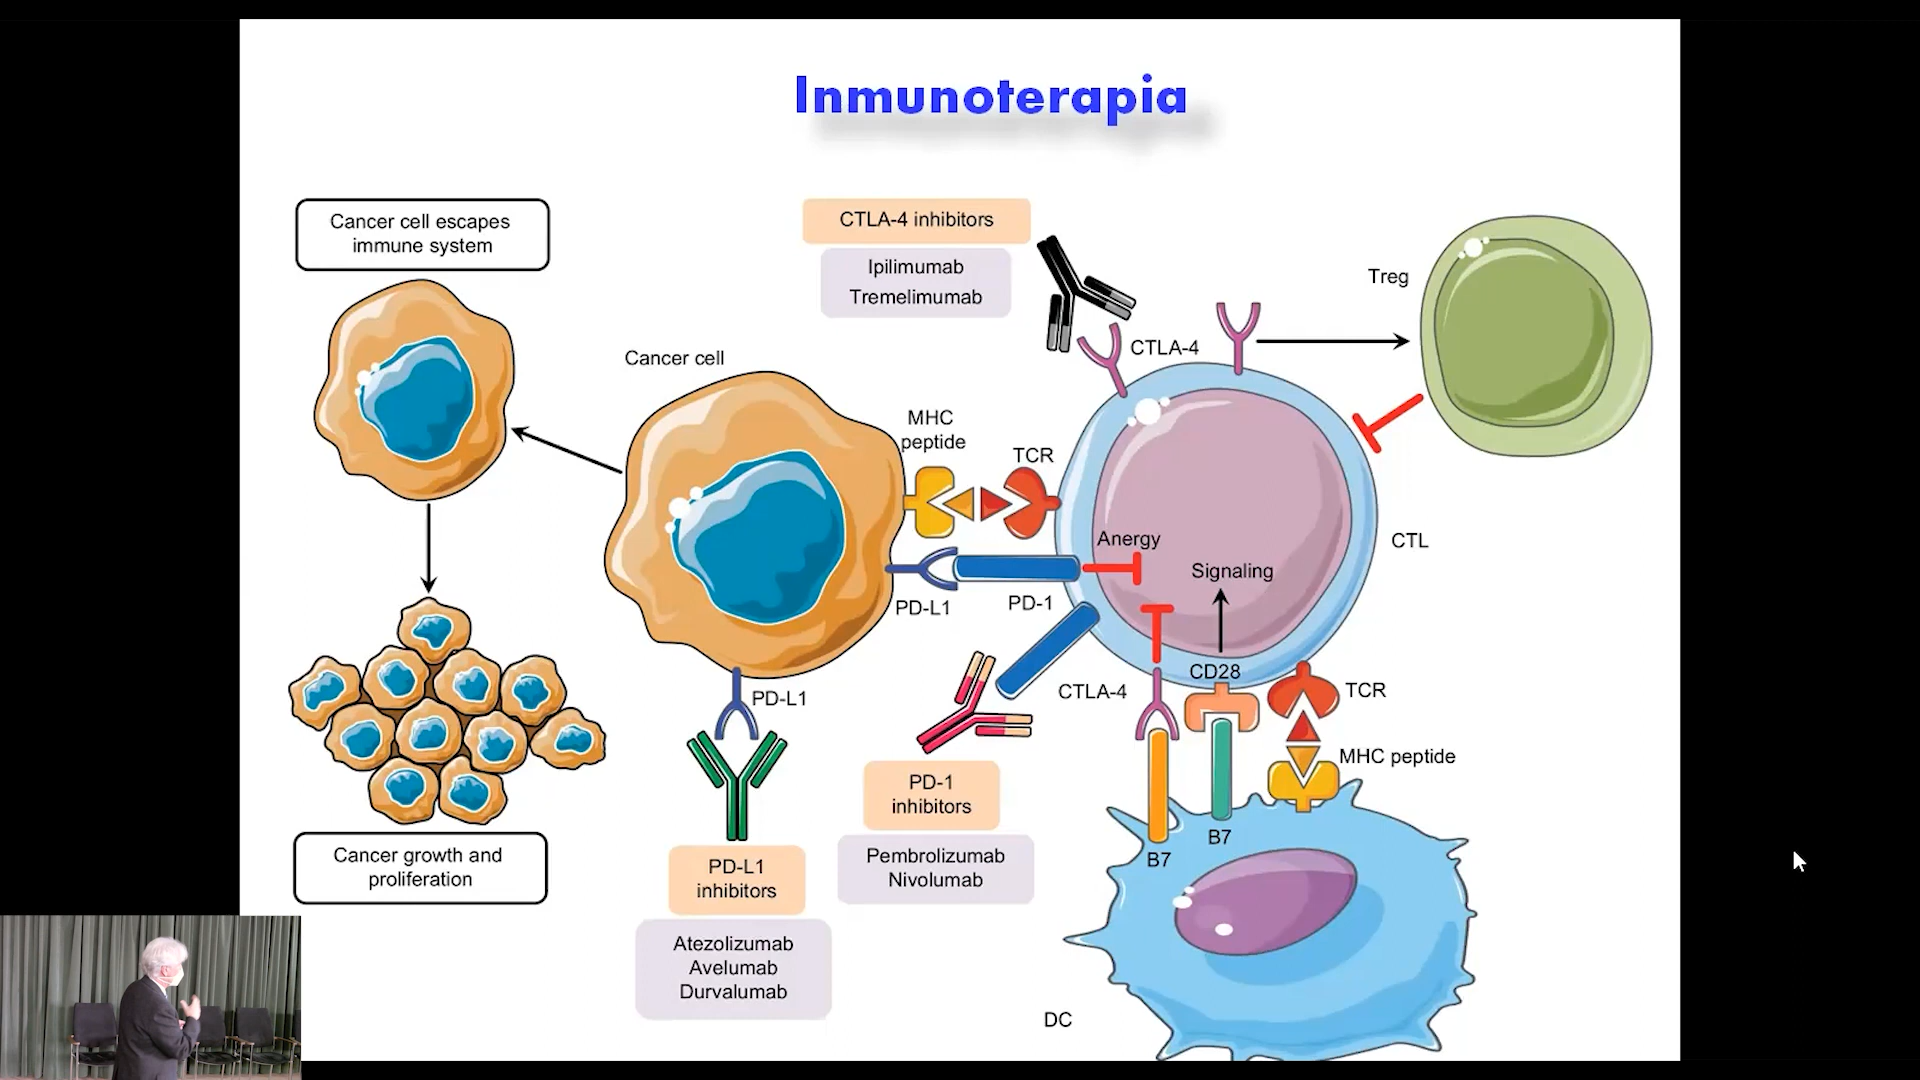 Inmunoterapia
Cancer cell escapes
immune system
CTLA-4 inhibitors
Ipilimumab
Tremelimumab
Treg
CTLA-4
Cancer cell
MHC
peptide
TCR
Anergy
CTL
Signaling
PD-L1
PD-1
CD28
CTLA-4
TCR
PD-L1
MHC peptide
PD-1
inhibitors
B7
B7
Pembrolizumab
Nivolumab
Cancer growth and
proliferation
PD-L1
inhibitors
Atezolizumab
Avelumab
Durvalumab
DC